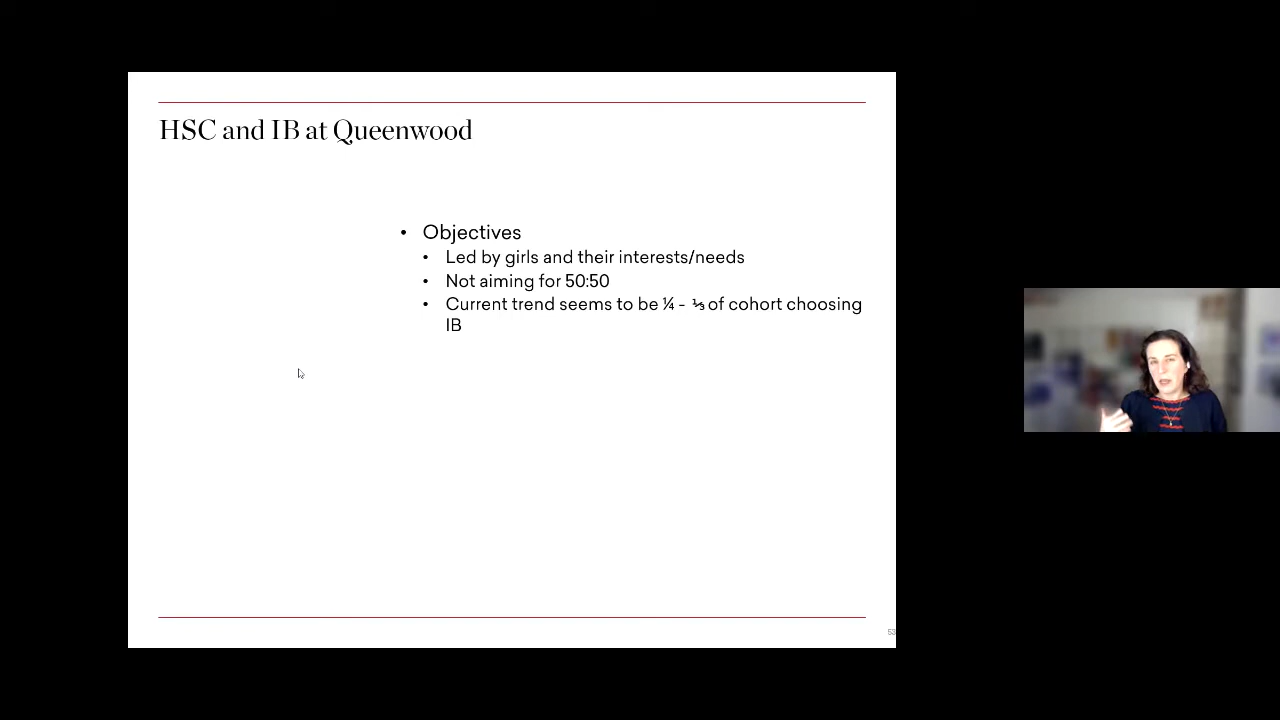 HSC and IB at Queenwood
• Objectives
• Led by girls and their interests/needs
• Not aiming for 50:50
• Current trend seems to be ¼ - ⅓ of cohort choosing
IB
53